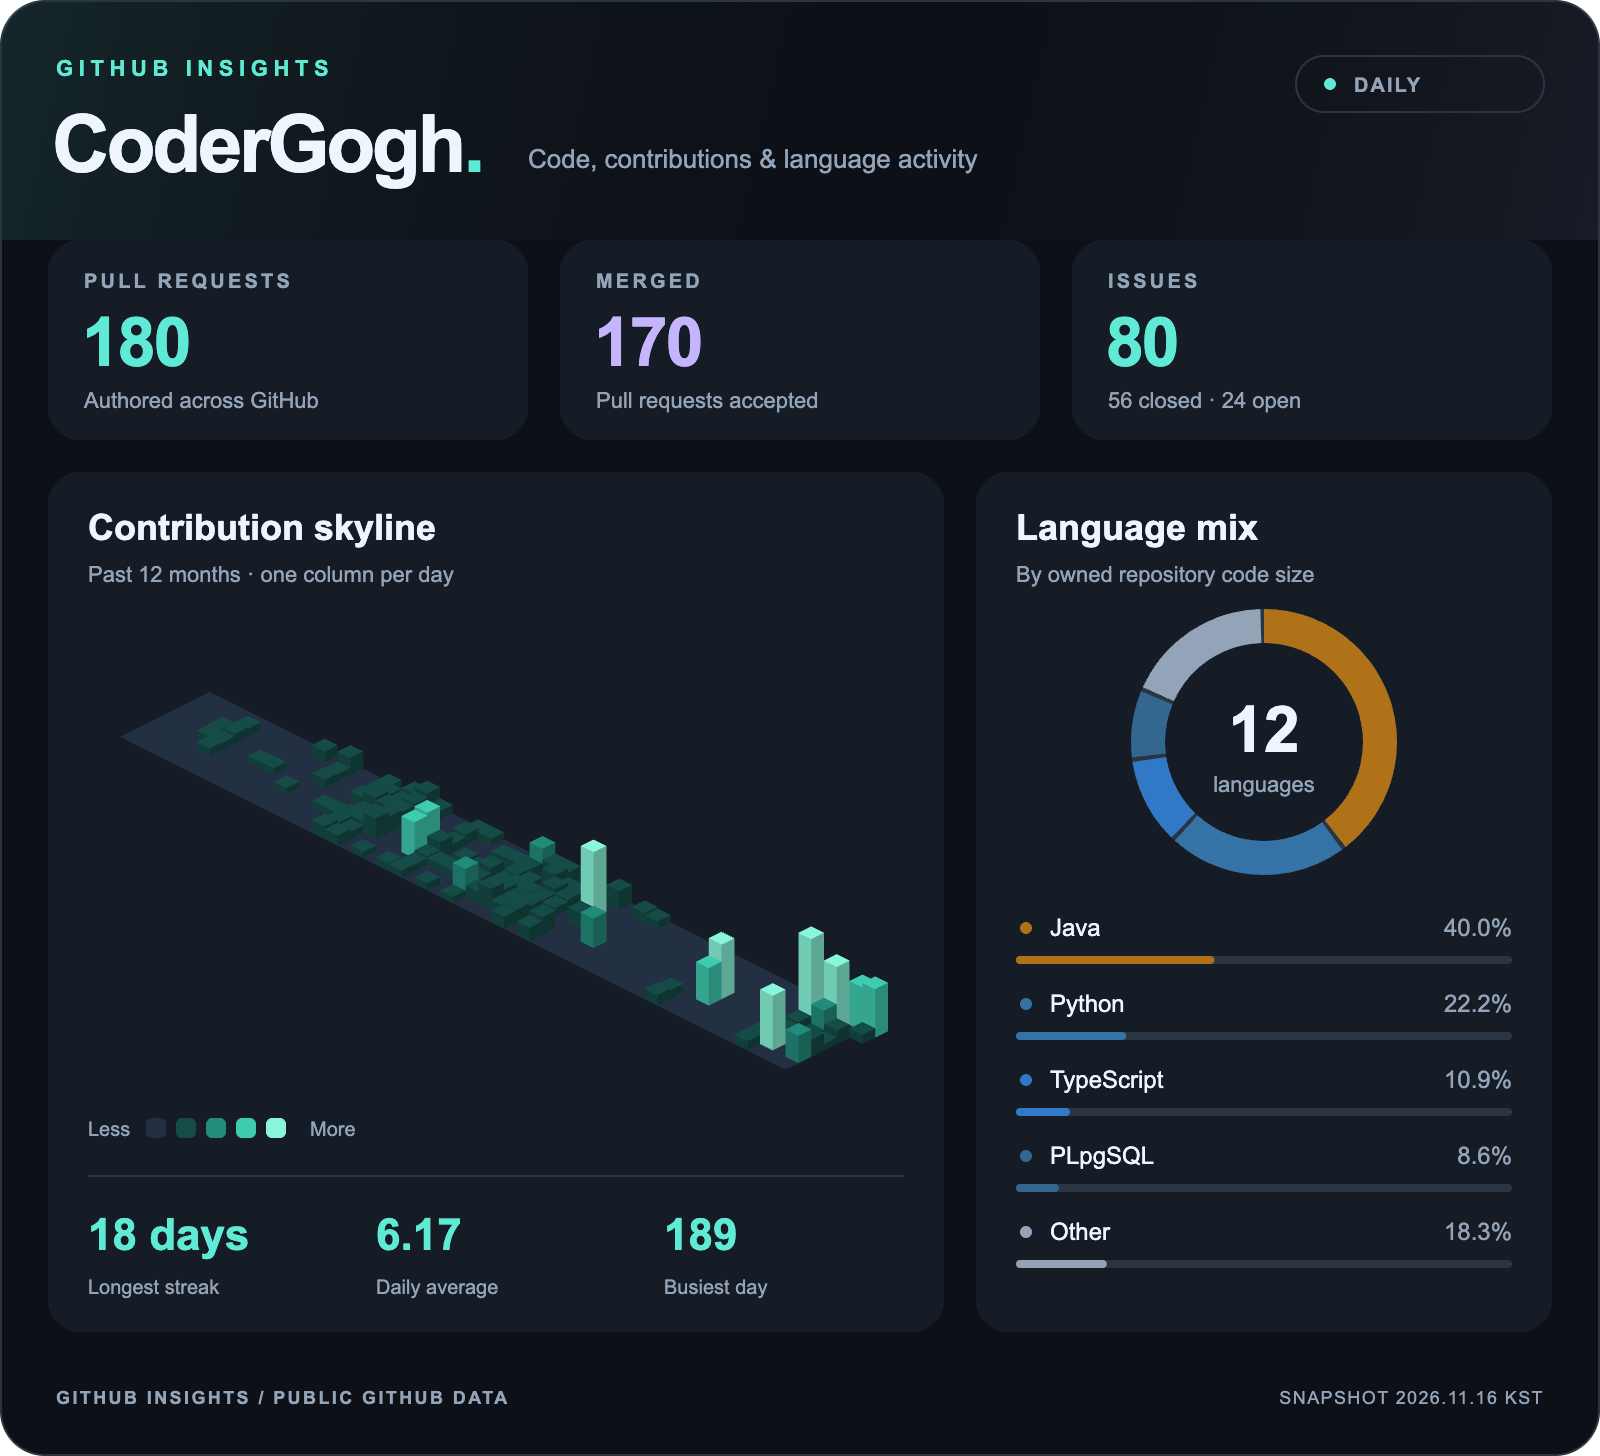 GITHUB INSIGHTS
DAILY
CoderGogh.
Code, contributions & language activity
PULL REQUESTS
180
Authored across GitHub
MERGED
170
Pull requests accepted
ISSUES
80
56 closed · 24 open
Contribution skyline
Past 12 months · one column per day
Less
More
18 days
Longest streak
6.17
Daily average
189
Busiest day
Language mix
By owned repository code size
12
languages
Java 40.0%
Python 22.2%
TypeScript 10.9%
PLpgSQL 8.6%
Other 18.3%
GITHUB INSIGHTS / PUBLIC GITHUB DATA
SNAPSHOT 2026.11.16 KST